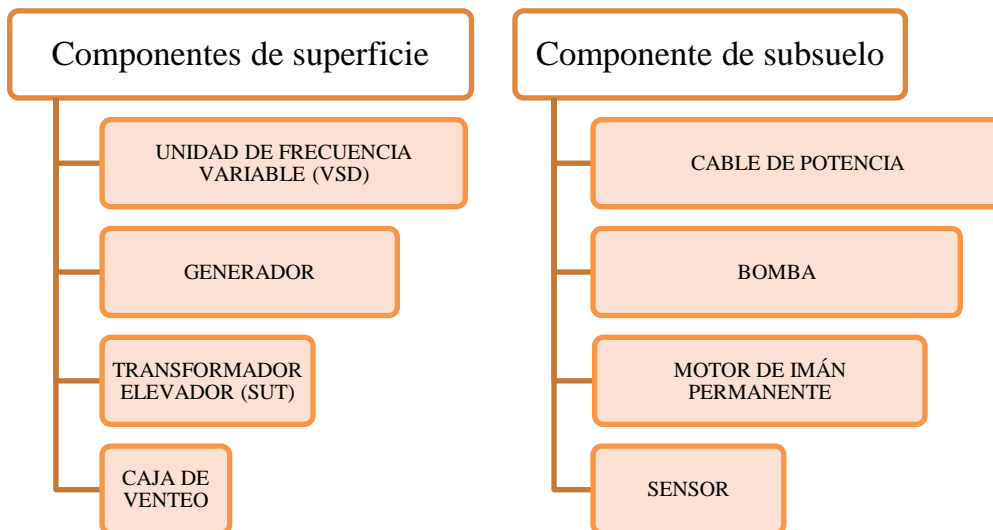 Componentes de superficie
UNIDAD DE FRECUENCIA
VARIABLE (VSD)
GENERADOR
TRANSFORMADOR
ELEVADOR (SUT)
CAJA DE
VENTEO
Componente de subsuelo
CABLE DE POTENCIA
BOMBA
MOTOR DE IMÁN
PERMANENTE
SENSOR